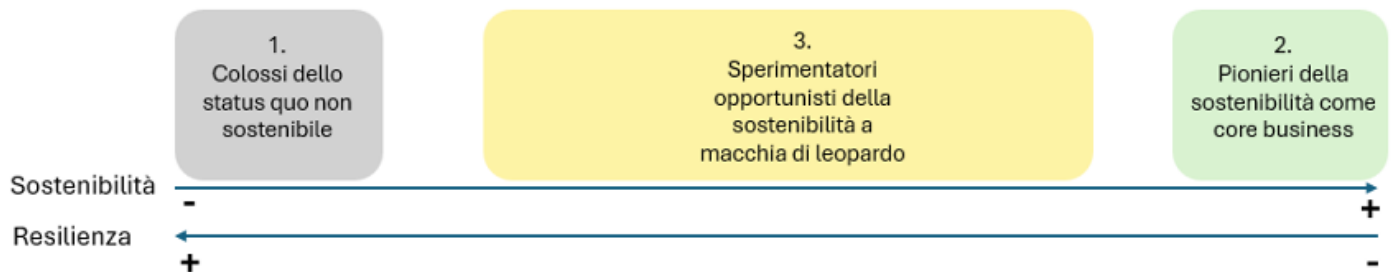 1.
Colossi dello
status quo non
sostenibile
3.
Sperimentatori
opportunisti della
sostenibilità a
macchia di leopardo
2.
Pionieri della
sostenibilità come
core business
Sostenibilità
-
+
Resilienza
+
-